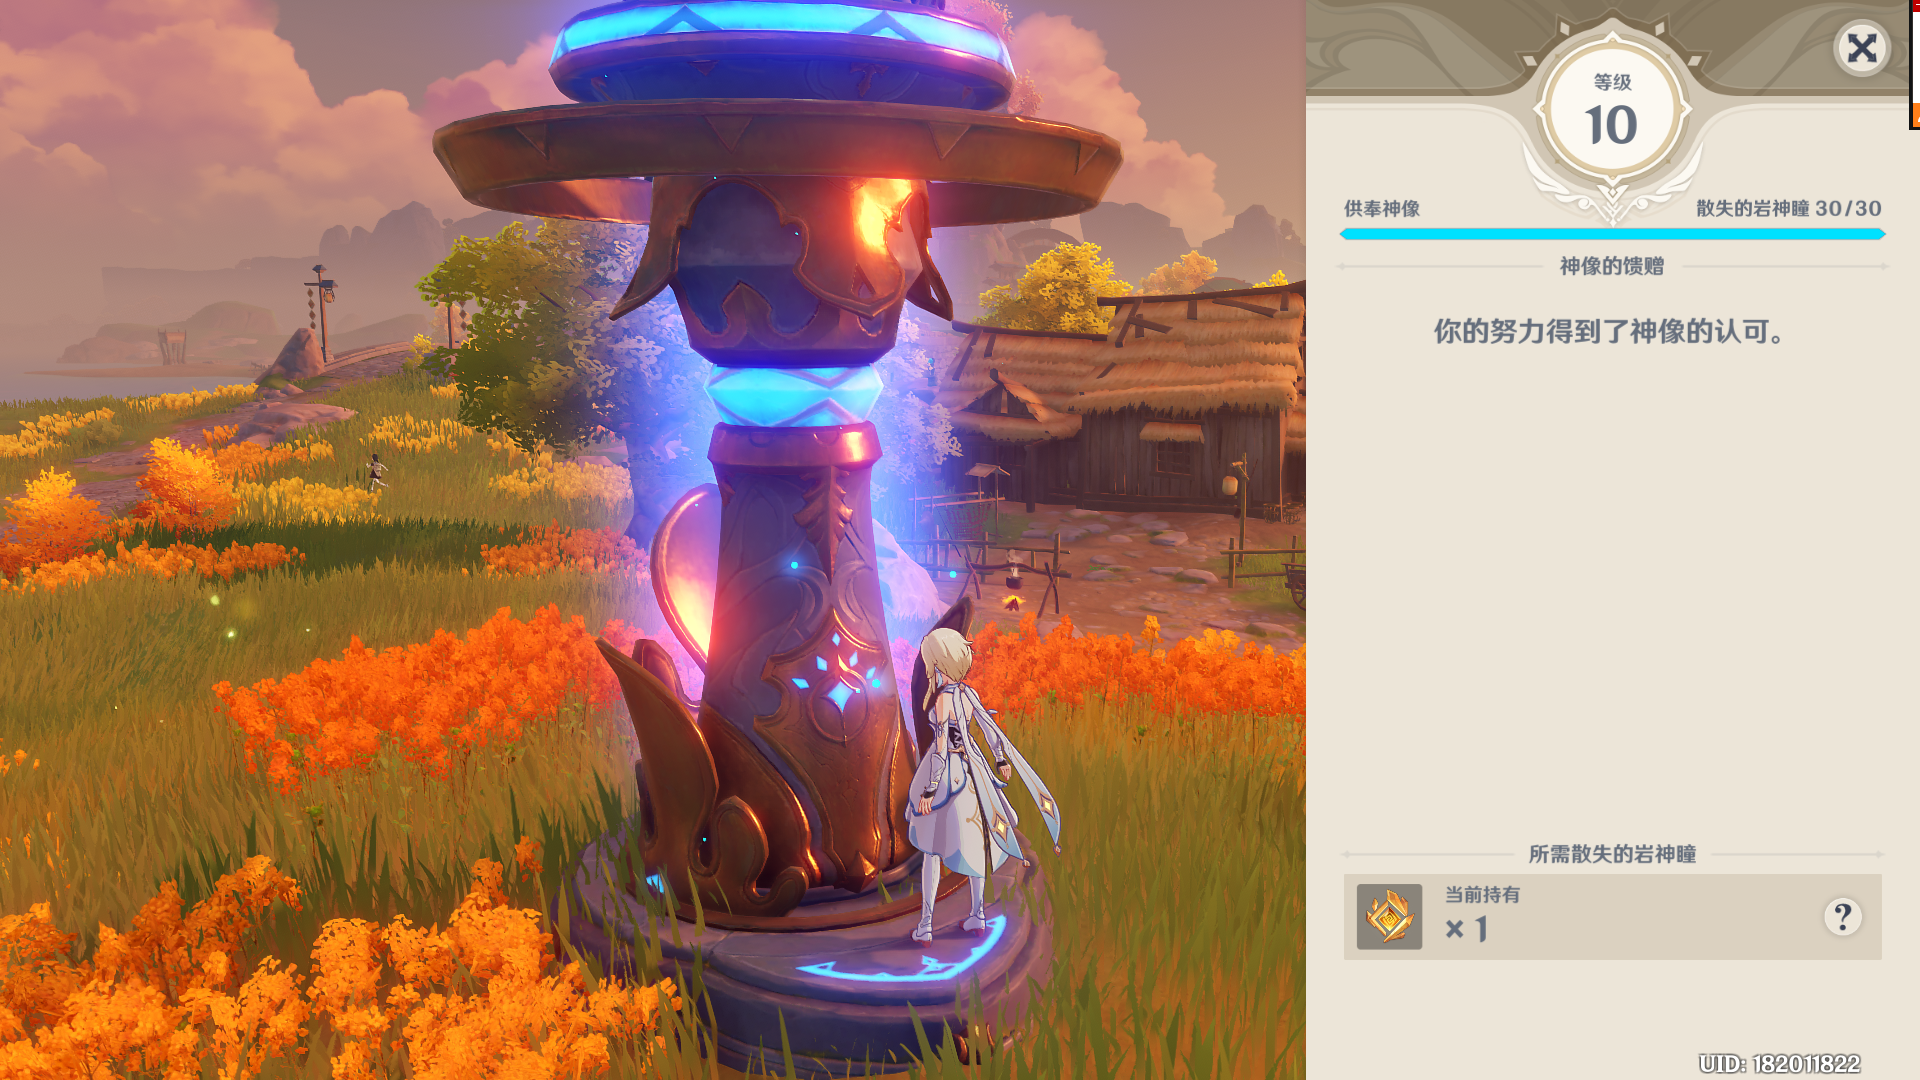 等级
10
供奉神像
散失的岩神瞳 30/30
神像的馈赠
你的努力得到了神像的认可。
所需散失的岩神瞳
当前持有
× 1
?
UID: 182011822